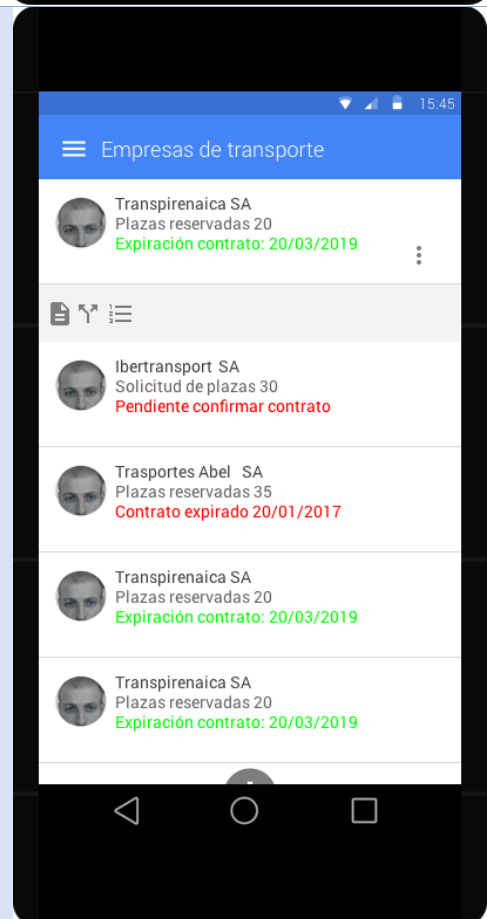 15:45
Empresas de transporte
Transpirenaica SA
Plazas reservadas 20
Expiración contrato: 20/03/2019
Ibertransport SA
Solicitud de plazas 30
Pendiente confirmar contrato
Trasportes Abel SA
Plazas reservadas 35
Contrato expirado 20/01/2017
Transpirenaica SA
Plazas reservadas 20
Expiración contrato: 20/03/2019
Transpirenaica SA
Plazas reservadas 20
Expiración contrato: 20/03/2019